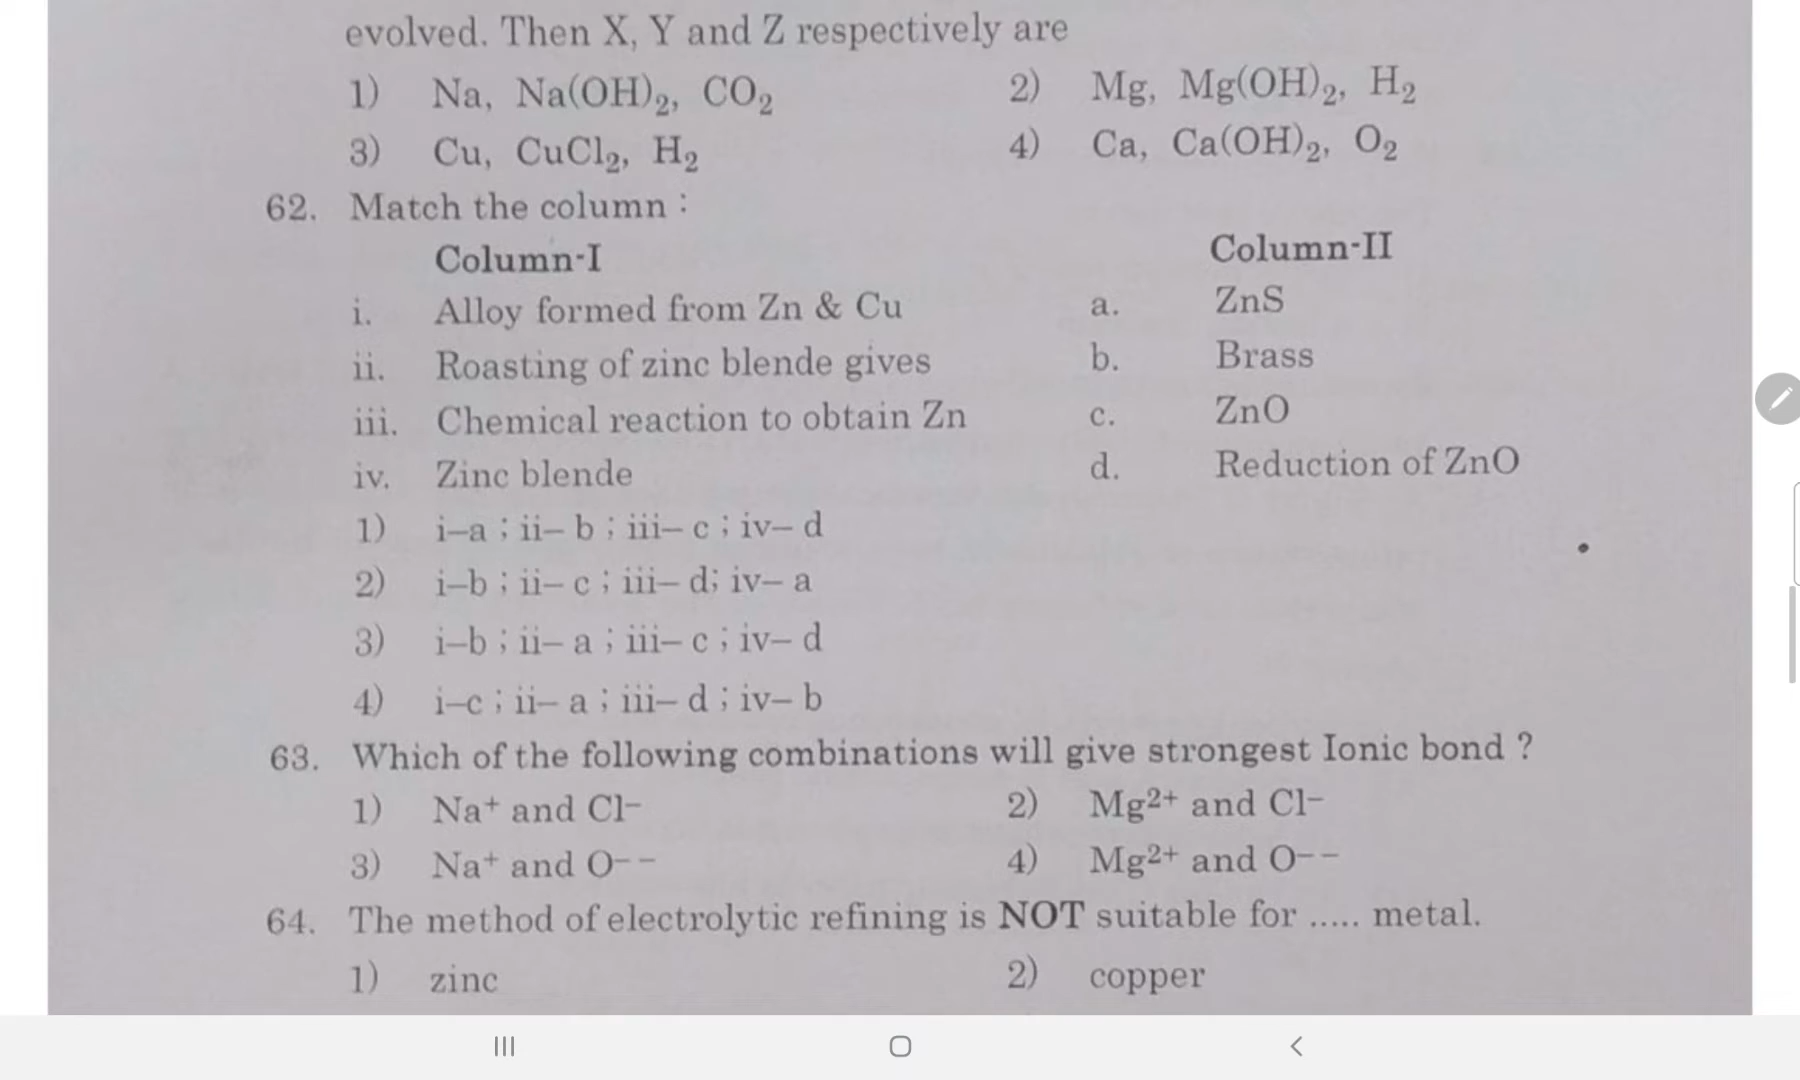 evolved. Then X, Y and Z respectively are
1) Na, Na(OH)₂, CO₂ 2) Mg, Mg(OH)₂, H₂
3) Cu, CuCl₂, H₂ 4) Ca, Ca(OH)₂, O₂
62. Match the column :
Column-I Column-II
i. Alloy formed from Zn & Cu a. ZnS
ii. Roasting of zinc blende gives b. Brass
iii. Chemical reaction to obtain Zn c. ZnO
iv. Zinc blende d. Reduction of ZnO
1) i–a ; ii– b ; iii– c ; iv– d
2) i–b ; ii– c ; iii– d; iv– a
3) i–b ; ii– a ; iii– c ; iv– d
4) i–c ; ii– a ; iii– d ; iv– b
63. Which of the following combinations will give strongest Ionic bond ?
1) Na⁺ and Cl⁻ 2) Mg²⁺ and Cl⁻
3) Na⁺ and O⁻⁻ 4) Mg²⁺ and O⁻⁻
64. The method of electrolytic refining is NOT suitable for ..... metal.
1) zinc 2) copper